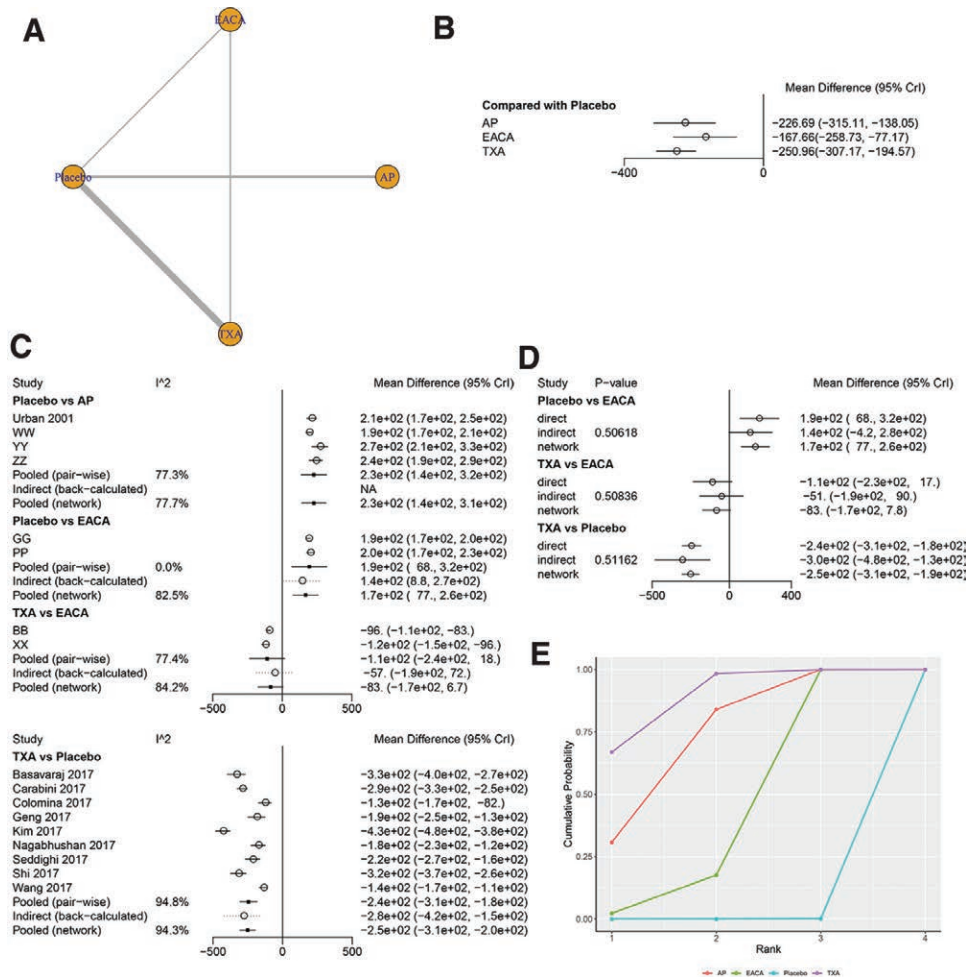 A
EACA
Placebo
AP
TXA
B
Mean Difference (95% CrI)
Compared with Placebo
AP −226.69 (−315.11, −138.05)
EACA −167.66(−258.73, −77.17)
TXA −250.96(−307.17, −194.57)
−400 0
C
Study I^2 Mean Difference (95% CrI)
Placebo vs AP
Urban 2001 2.1e+02 (1.7e+02, 2.5e+02)
WW 1.9e+02 (1.7e+02, 2.1e+02)
YY 2.7e+02 (2.1e+02, 3.3e+02)
ZZ 2.4e+02 (1.9e+02, 2.9e+02)
Pooled (pair-wise) 77.3% 2.3e+02 (1.4e+02, 3.2e+02)
Indirect (back-calculated) NA
Pooled (network) 77.7% 2.3e+02 (1.4e+02, 3.1e+02)
Placebo vs EACA
GG 1.9e+02 (1.7e+02, 2.0e+02)
PP 2.0e+02 (1.7e+02, 2.3e+02)
Pooled (pair-wise) 0.0% 1.9e+02 ( 68., 3.2e+02)
Indirect (back-calculated) 1.4e+02 (8.8, 2.7e+02)
Pooled (network) 82.5% 1.7e+02 ( 77., 2.6e+02)
TXA vs EACA
BB −96. (−1.1e+02, −83.)
XX −1.2e+02 (−1.5e+02, −96.)
Pooled (pair-wise) 77.4% −1.1e+02 (−2.4e+02, 18.)
Indirect (back-calculated) −57. (−1.9e+02, 72.)
Pooled (network) 84.2% −83. (−1.7e+02, 6.7)
−500 0 500
Study I^2 Mean Difference (95% CrI)
TXA vs Placebo
Basavaraj 2017 −3.3e+02 (−4.0e+02, −2.7e+02)
Carabini 2017 −2.9e+02 (−3.3e+02, −2.5e+02)
Colomina 2017 −1.3e+02 (−1.7e+02, −82.)
Geng 2017 −1.9e+02 (−2.5e+02, −1.3e+02)
Kim 2017 −4.3e+02 (−4.8e+02, −3.8e+02)
Nagabhushan 2017 −1.8e+02 (−2.3e+02, −1.2e+02)
Seddighi 2017 −2.2e+02 (−2.7e+02, −1.6e+02)
Shi 2017 −3.2e+02 (−3.7e+02, −2.6e+02)
Wang 2017 −1.4e+02 (−1.7e+02, −1.1e+02)
Pooled (pair-wise) 94.8% −2.4e+02 (−3.1e+02, −1.8e+02)
Indirect (back-calculated) −2.8e+02 (−4.2e+02, −1.5e+02)
Pooled (network) 94.3% −2.5e+02 (−3.1e+02, −2.0e+02)
−500 0 500
D
Study P-value Mean Difference (95% CrI)
Placebo vs EACA
direct 1.9e+02 ( 68., 3.2e+02)
indirect 0.50618 1.4e+02 (-4.2, 2.8e+02)
network 1.7e+02 ( 77., 2.6e+02)
TXA vs EACA
direct −1.1e+02 (−2.3e+02, 17.)
indirect 0.50836 −51. (−1.9e+02, 90.)
network −83. (−1.7e+02, 7.8)
TXA vs Placebo
direct −2.4e+02 (−3.1e+02, −1.8e+02)
indirect 0.51162 −3.0e+02 (−4.8e+02, −1.3e+02)
network −2.5e+02 (−3.1e+02, −1.9e+02)
−500 0 400
E
Cumulative Probability
1.00
0.75
0.50
0.25
0.00
1 2 3 4
Rank
AP EACA Placebo TXA